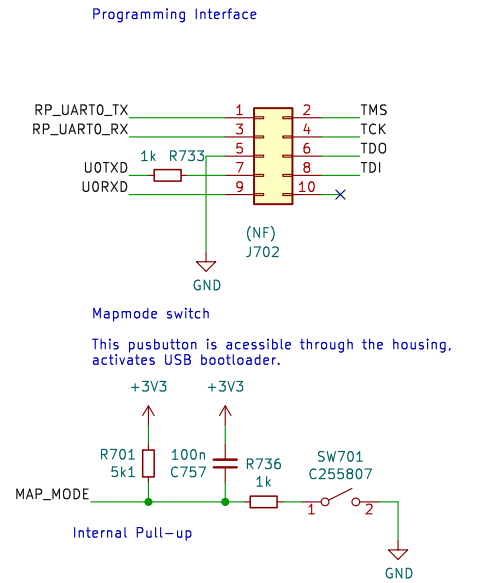 Programming Interface
RP_UART0_TX 1 2 TMS
RP_UART0_RX 3 4 TCK
5 6 TDO
1k R733
U0TXD 7 8 TDI
U0RXD 9 10
(NF)
J702
GND
Mapmode switch
This pusbutton is acessible through the housing,
activates USB bootloader.
+3V3 +3V3
R701 100n R736 SW701
5k1 C757 1k C255807
MAP_MODE 1 2
Internal Pull-up
GND